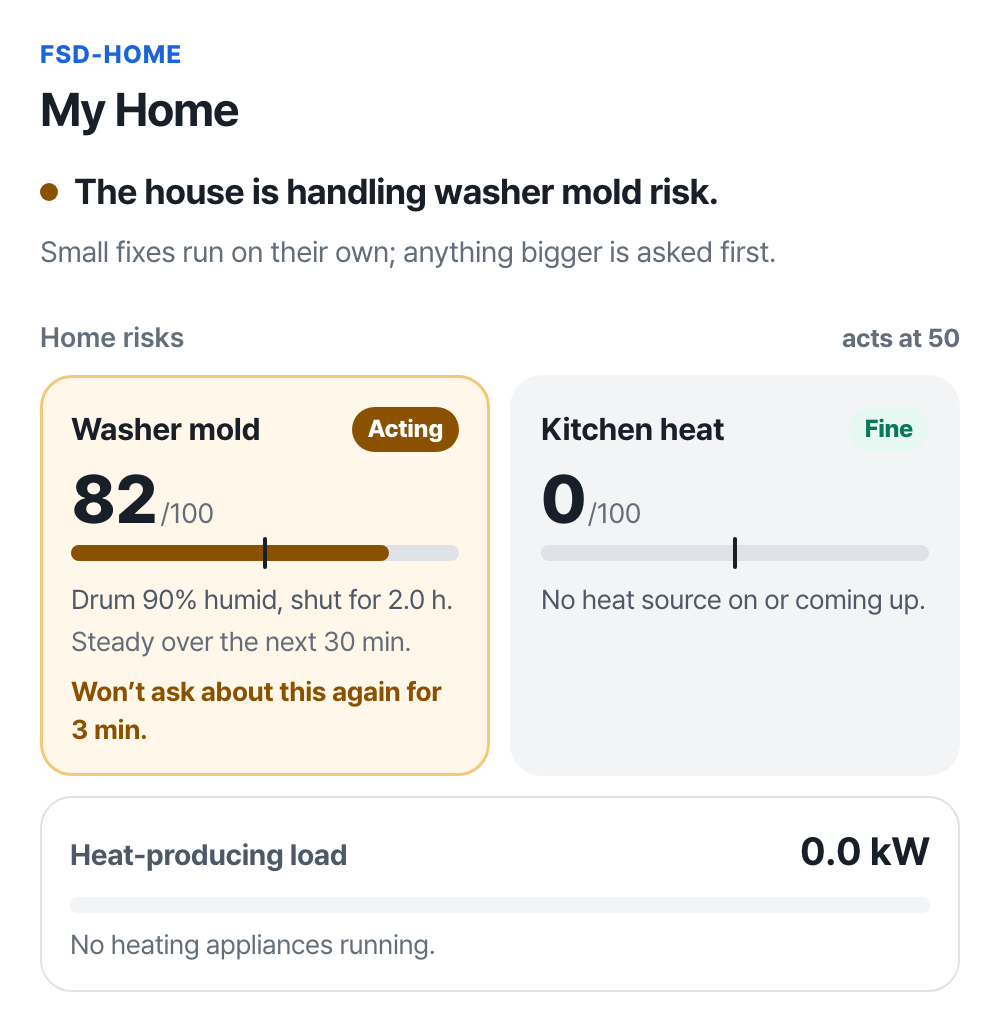 FSD-HOME
My Home
The house is handling washer mold risk.
Small fixes run on their own; anything bigger is asked first.
Home risks
acts at 50
Washer mold
Acting
82/100
Drum 90% humid, shut for 2.0 h.
Steady over the next 30 min.
Won’t ask about this again for
3 min.
Kitchen heat
Fine
0/100
No heat source on or coming up.
Heat-producing load
0.0 kW
No heating appliances running.